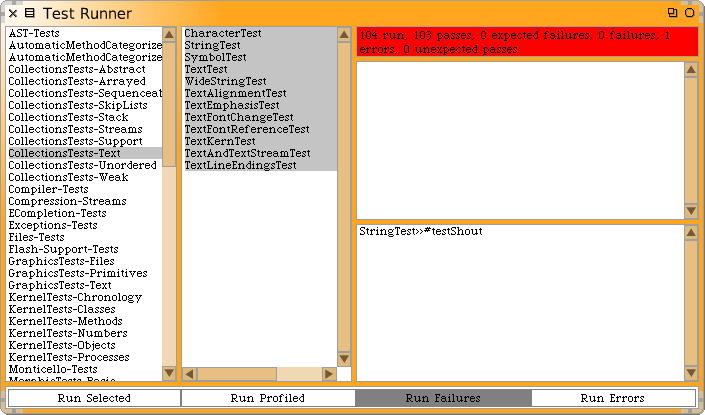 Test Runner
AST-Tests
AutomaticMethodCategorize
AutomaticMethodCategorize
CollectionsTests-Abstract
CollectionsTests-Arrayed
CollectionsTests-Sequenceab
CollectionsTests-SkipLists
CollectionsTests-Stack
CollectionsTests-Streams
CollectionsTests-Support
CollectionsTests-Text
CollectionsTests-Unordered
CollectionsTests-Weak
Compiler-Tests
Compression-Streams
ECompletion-Tests
Exceptions-Tests
Files-Tests
Flash-Support-Tests
GraphicsTests-Files
GraphicsTests-Primitives
GraphicsTests-Text
KernelTests-Chronology
KernelTests-Classes
KernelTests-Methods
KernelTests-Numbers
KernelTests-Objects
KernelTests-Processes
Monticello-Tests
MorphicTests-Basic
CharacterTest
StringTest
SymbolTest
TextTest
WideStringTest
TextAlignmentTest
TextEmphasisTest
TextFontChangeTest
TextFontReferenceTest
TextKernTest
TextAndTextStreamTest
TextLineEndingsTest
104 run, 103 passes, 0 expected failures, 0 failures, 1
errors, 0 unexpected passes
StringTest>>#testShout
Run Selected
Run Profiled
Run Failures
Run Errors